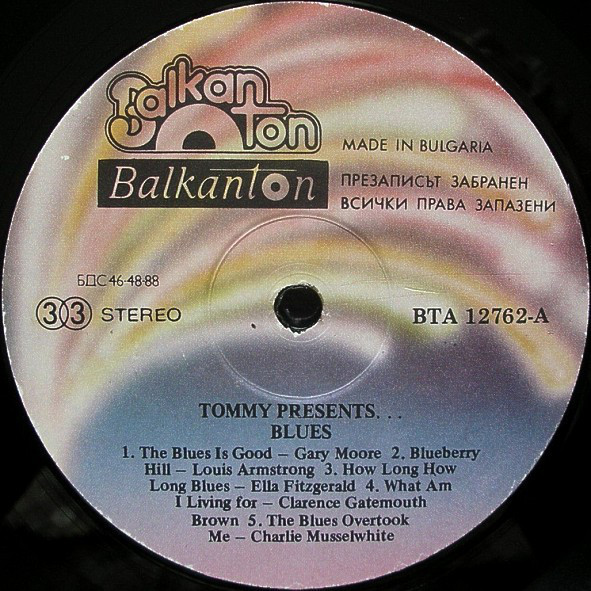 Balkan
Ton
MADE IN BULGARIA
Balkanton
ПРЕЗАПИСЪТ ЗАБРАНЕН
ВСИЧКИ ПРАВА ЗАПАЗЕНИ
БДС 46-48-88
33 STEREO
BTA 12762-A
TOMMY PRESENTS. . .
BLUES
1. The Blues Is Good – Gary Moore 2. Blueberry
Hill – Louis Armstrong 3. How Long How
Long Blues – Ella Fitzgerald 4. What Am
I Living for – Clarence Gatemouth
Brown 5. The Blues Overtook
Me – Charlie Musselwhite